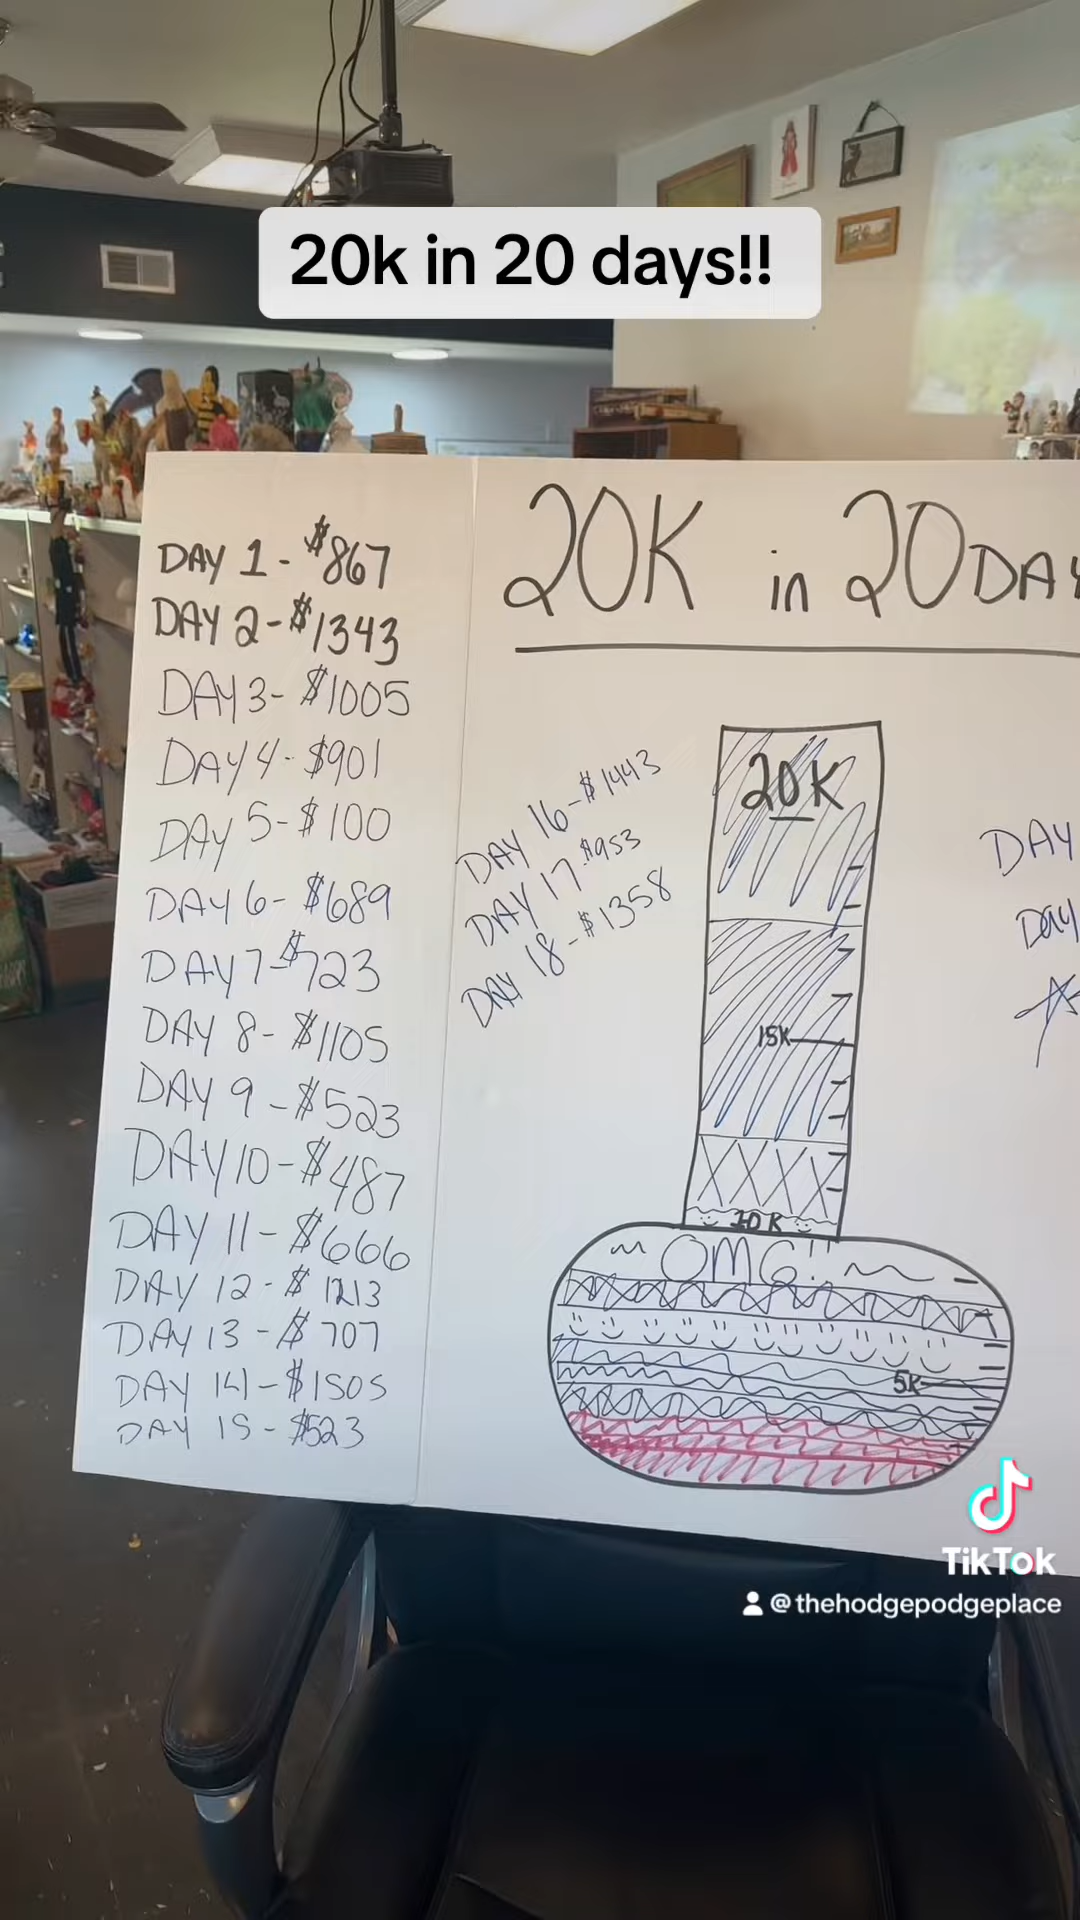 20k in 20 days!!
20K in 20 DAY
DAY 1 - $867
DAY 2 - $1343
DAY 3 - $1005
DAY 4 - $901
DAY 5 - $100
DAY 6 - $689
DAY 7 - $723
DAY 8 - $1105
DAY 9 - $523
DAY 10 - $487
DAY 11 - $666
DAY 12 - $1213
DAY 13 - $707
DAY 14 - $1505
DAY 15 - $523
DAY 16 - $1443
DAY 17 - $953
DAY 18 - $1358
20K
15K
10K
OMG!!
5K
DAY
DAY
TikTok
@thehodgepodgeplace